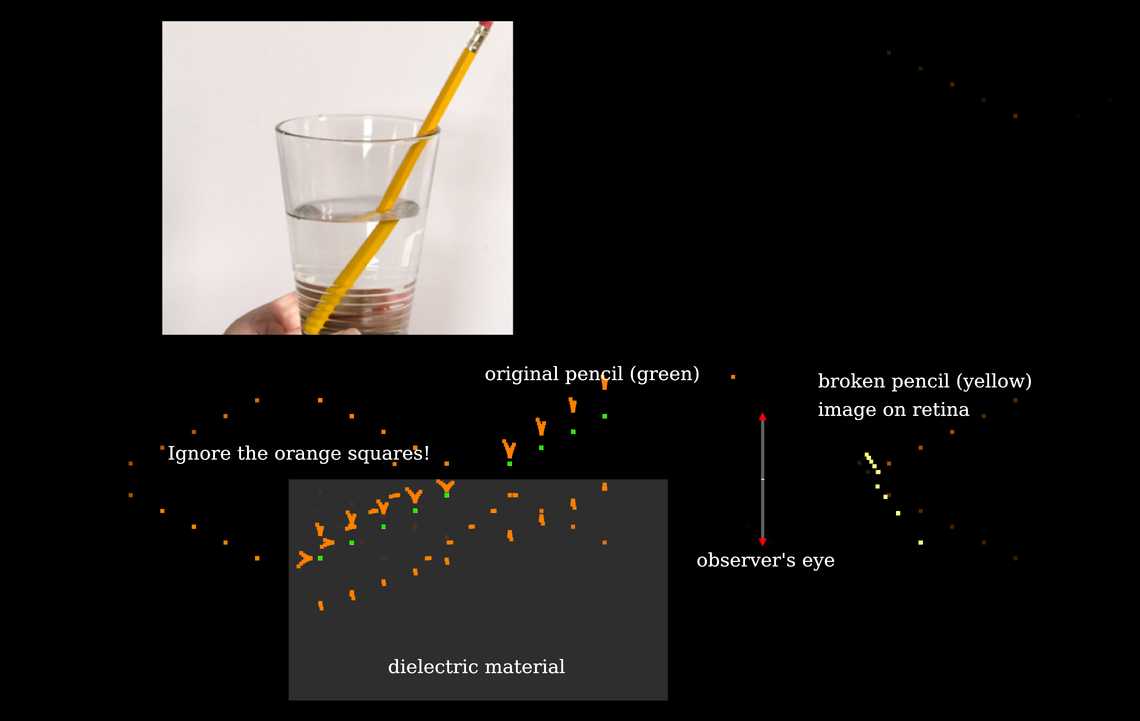 original pencil (green)
broken pencil (yellow)
image on retina
Ignore the orange squares!
observer's eye
dielectric material